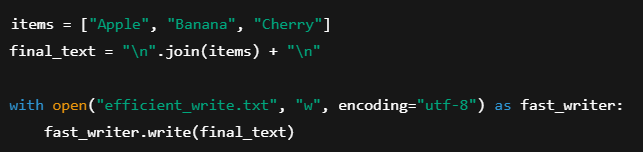 items = ["Apple", "Banana", "Cherry"]
final_text = "\n".join(items) + "\n"

with open("efficient_write.txt", "w", encoding="utf-8") as fast_writer:
    fast_writer.write(final_text)